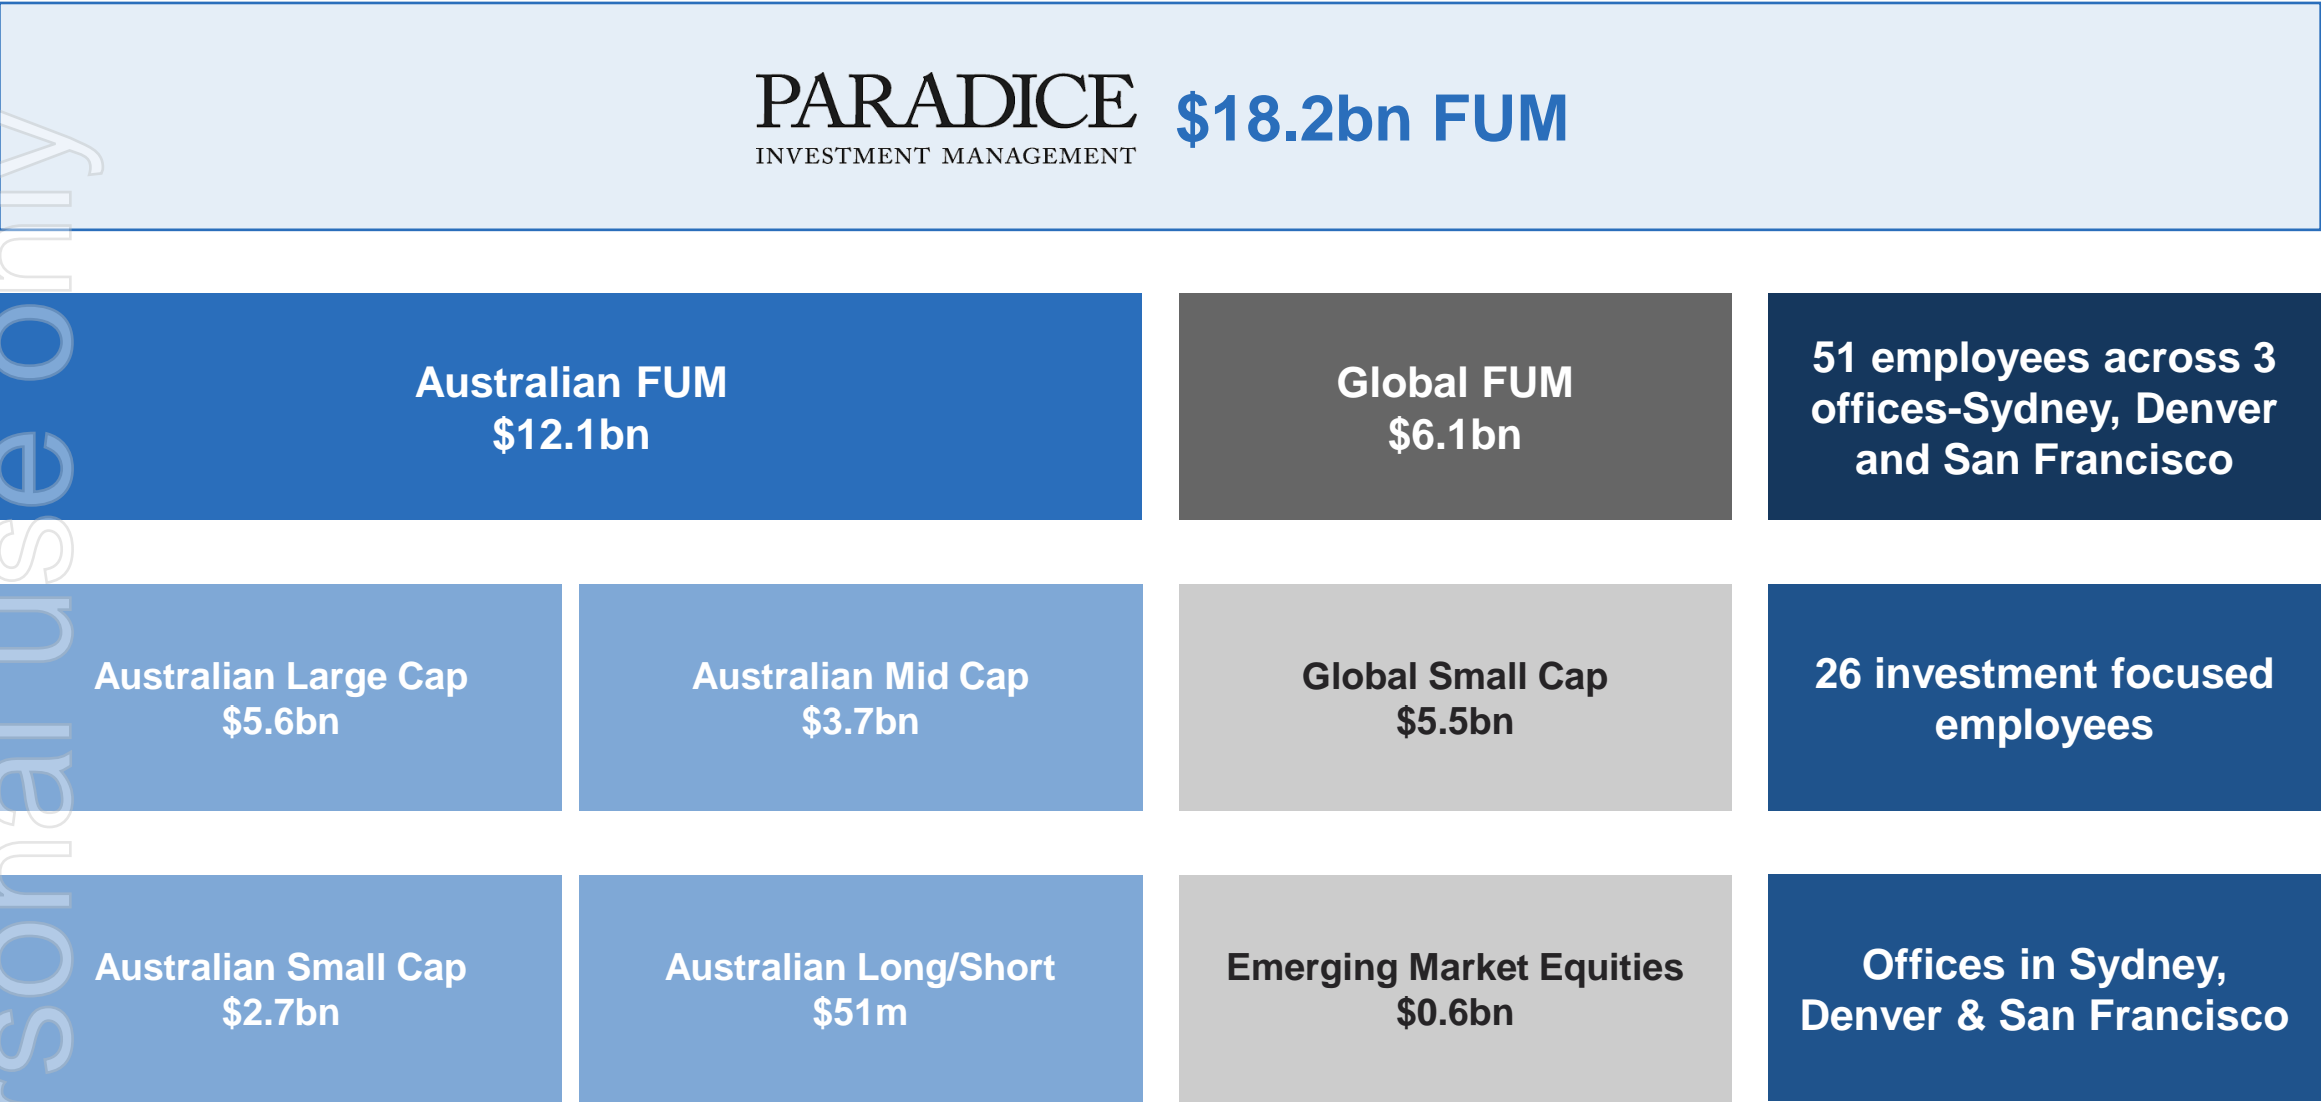 PARADICE
INVESTMENT MANAGEMENT
$18.2bn FUM
Australian FUM
$12.1bn
Global FUM
$6.1bn
51 employees across 3
offices-Sydney, Denver
and San Francisco
Australian Large Cap
$5.6bn
Australian Mid Cap
$3.7bn
Global Small Cap
$5.5bn
26 investment focused
employees
Australian Small Cap
$2.7bn
Australian Long/Short
$51m
Emerging Market Equities
$0.6bn
Offices in Sydney,
Denver & San Francisco
use only